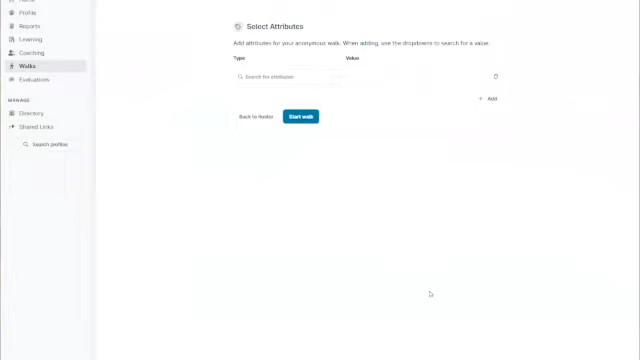 Profile
Reports
Learning
Coaching
Walks
Evaluations
MANAGE
Directory
Shared Links
Search profiles
Select Attributes
Add attributes for your anonymous walk. When adding, use the dropdowns to search for a value.
Type Value
Search for attributes
+ Add
Back to Roster Start walk